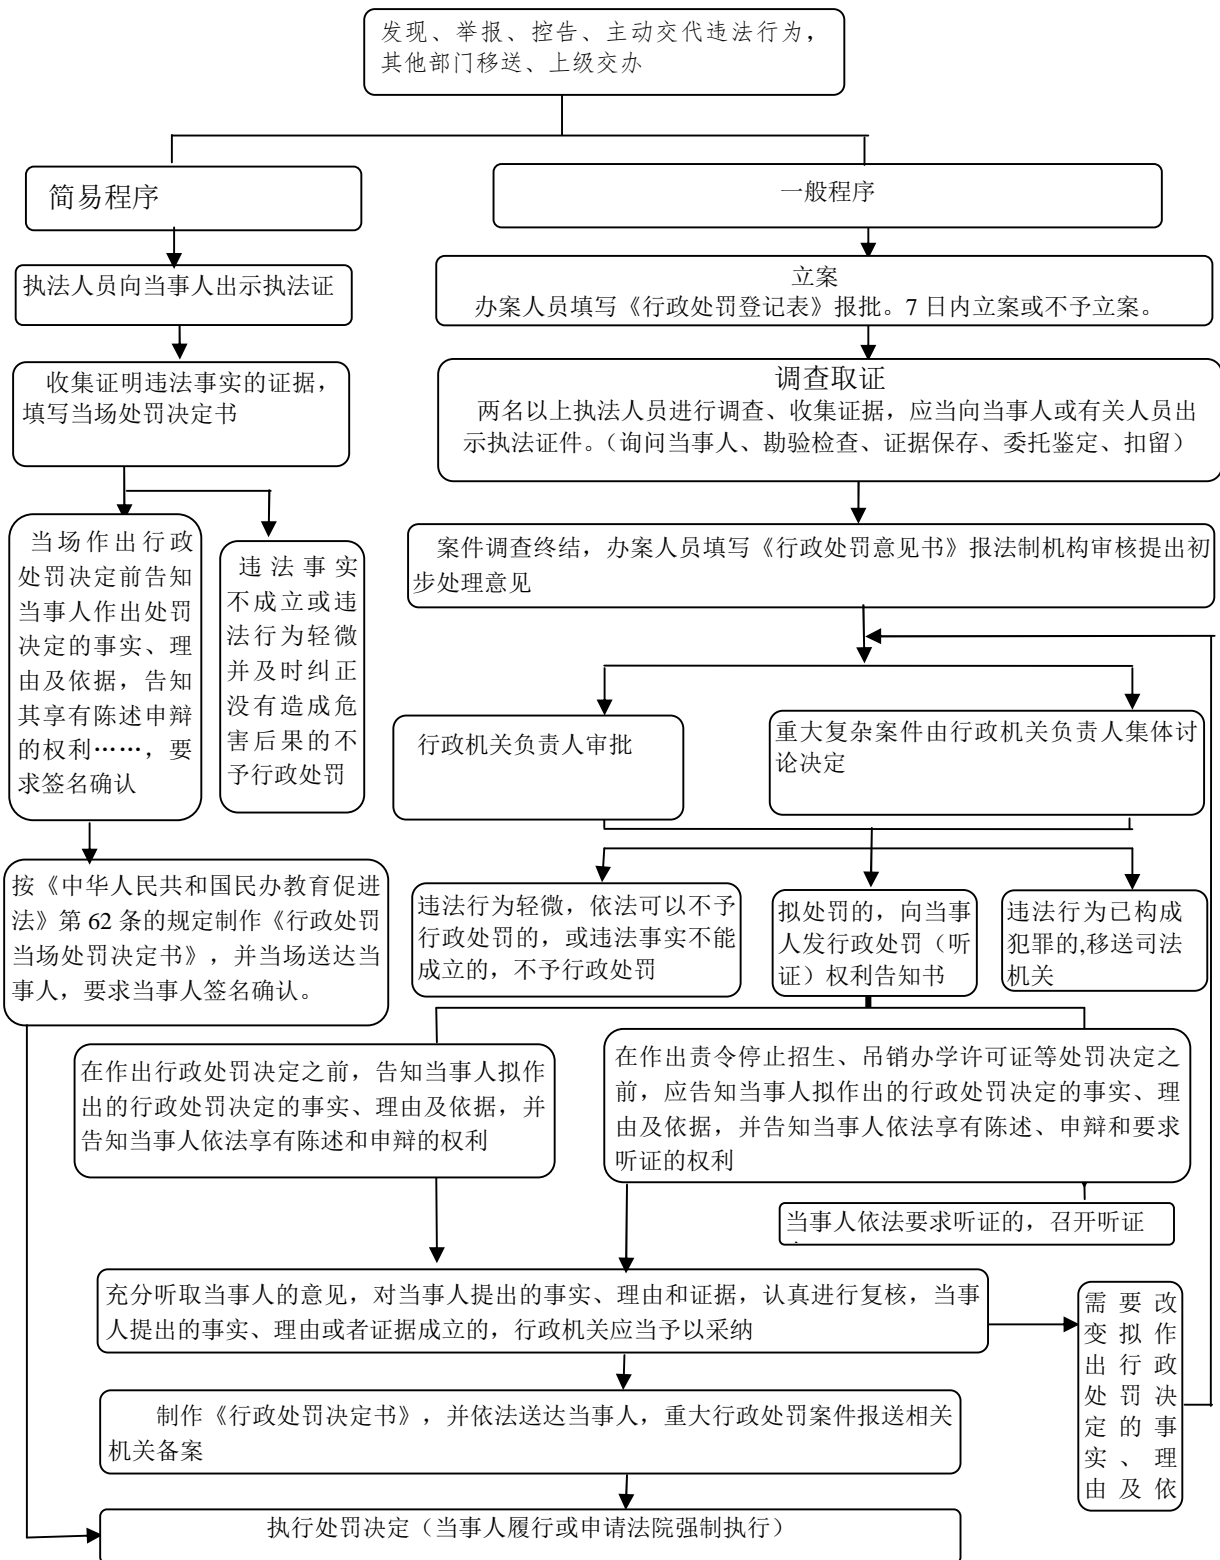 发现、举报、控告、主动交代违法行为，
其他部门移送、上级交办
简易程序
一般程序
执法人员向当事人出示执法证
立案
办案人员填写《行政处罚登记表》报批。7 日内立案或不予立案。
收集证明违法事实的证据，
填写当场处罚决定书
调查取证
两名以上执法人员进行调查、收集证据，应当向当事人或有关人员出
示执法证件。（询问当事人、勘验检查、证据保存、委托鉴定、扣留）
当场作出行政
处罚决定前告知
当事人作出处罚
决定的事实、理
由及依据，告知
其享有陈述申辩
的权利……，要
求签名确认
违法事实
不成立或违
法行为轻微
并及时纠正
没有造成危
害后果的不
予行政处罚
案件调查终结，办案人员填写《行政处罚意见书》报法制机构审核提出初
步处理意见
行政机关负责人审批
重大复杂案件由行政机关负责人集体讨
论决定
按《中华人民共和国民办教育促进
法》第 62 条的规定制作《行政处罚
当场处罚决定书》，并当场送达当
事人，要求当事人签名确认。
违法行为轻微，依法可以不予
行政处罚的，或违法事实不能
成立的，不予行政处罚
拟处罚的，向当事
人发行政处罚（听
证）权利告知书
违法行为已构成
犯罪的,移送司法
机关
在作出行政处罚决定之前，告知当事人拟作
出的行政处罚决定的事实、理由及依据，并
告知当事人依法享有陈述和申辩的权利
在作出责令停止招生、吊销办学许可证等处罚决定之
前，应告知当事人拟作出的行政处罚决定的事实、理
由及依据，并告知当事人依法享有陈述、申辩和要求
听证的权利
当事人依法要求听证的，召开听证
充分听取当事人的意见，对当事人提出的事实、理由和证据，认真进行复核，当事
人提出的事实、理由或者证据成立的，行政机关应当予以采纳
需要改
变拟作
出行政
处罚决
定的事
实、理
由及依
制作《行政处罚决定书》，并依法送达当事人，重大行政处罚案件报送相关
机关备案
执行处罚决定（当事人履行或申请法院强制执行）